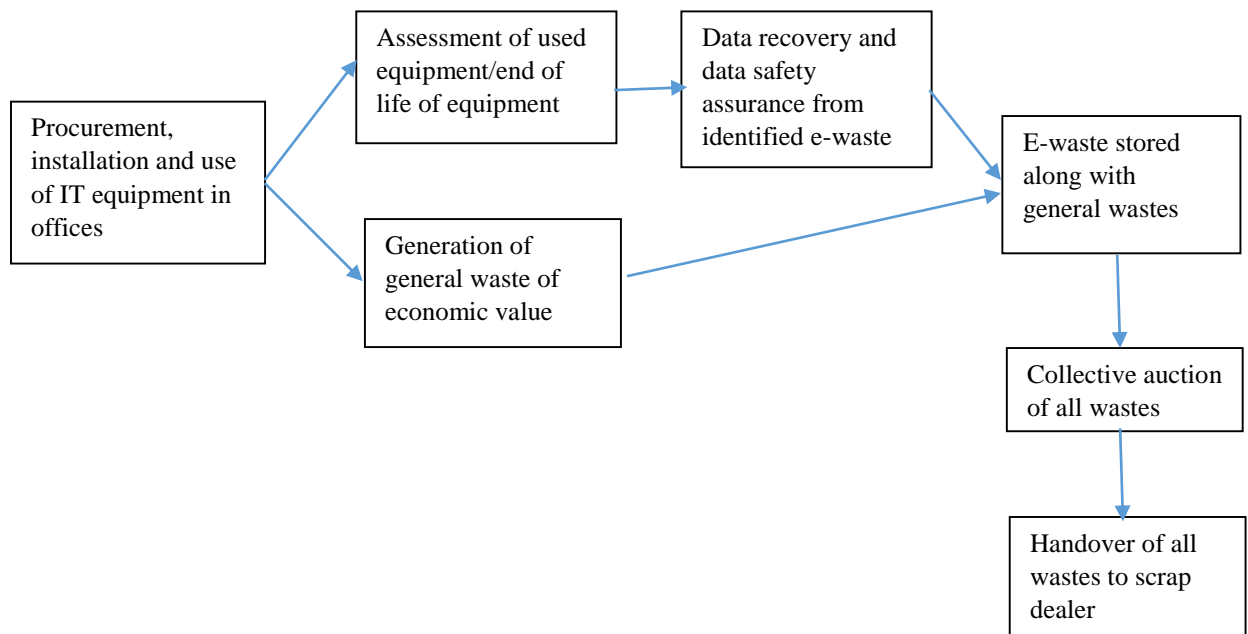 Procurement,
installation and use
of IT equipment in
offices
Assessment of used
equipment/end of
life of equipment
Data recovery and
data safety
assurance from
identified e-waste
Generation of
general waste of
economic value
E-waste stored
along with
general wastes
Collective auction
of all wastes
Handover of all
wastes to scrap
dealer